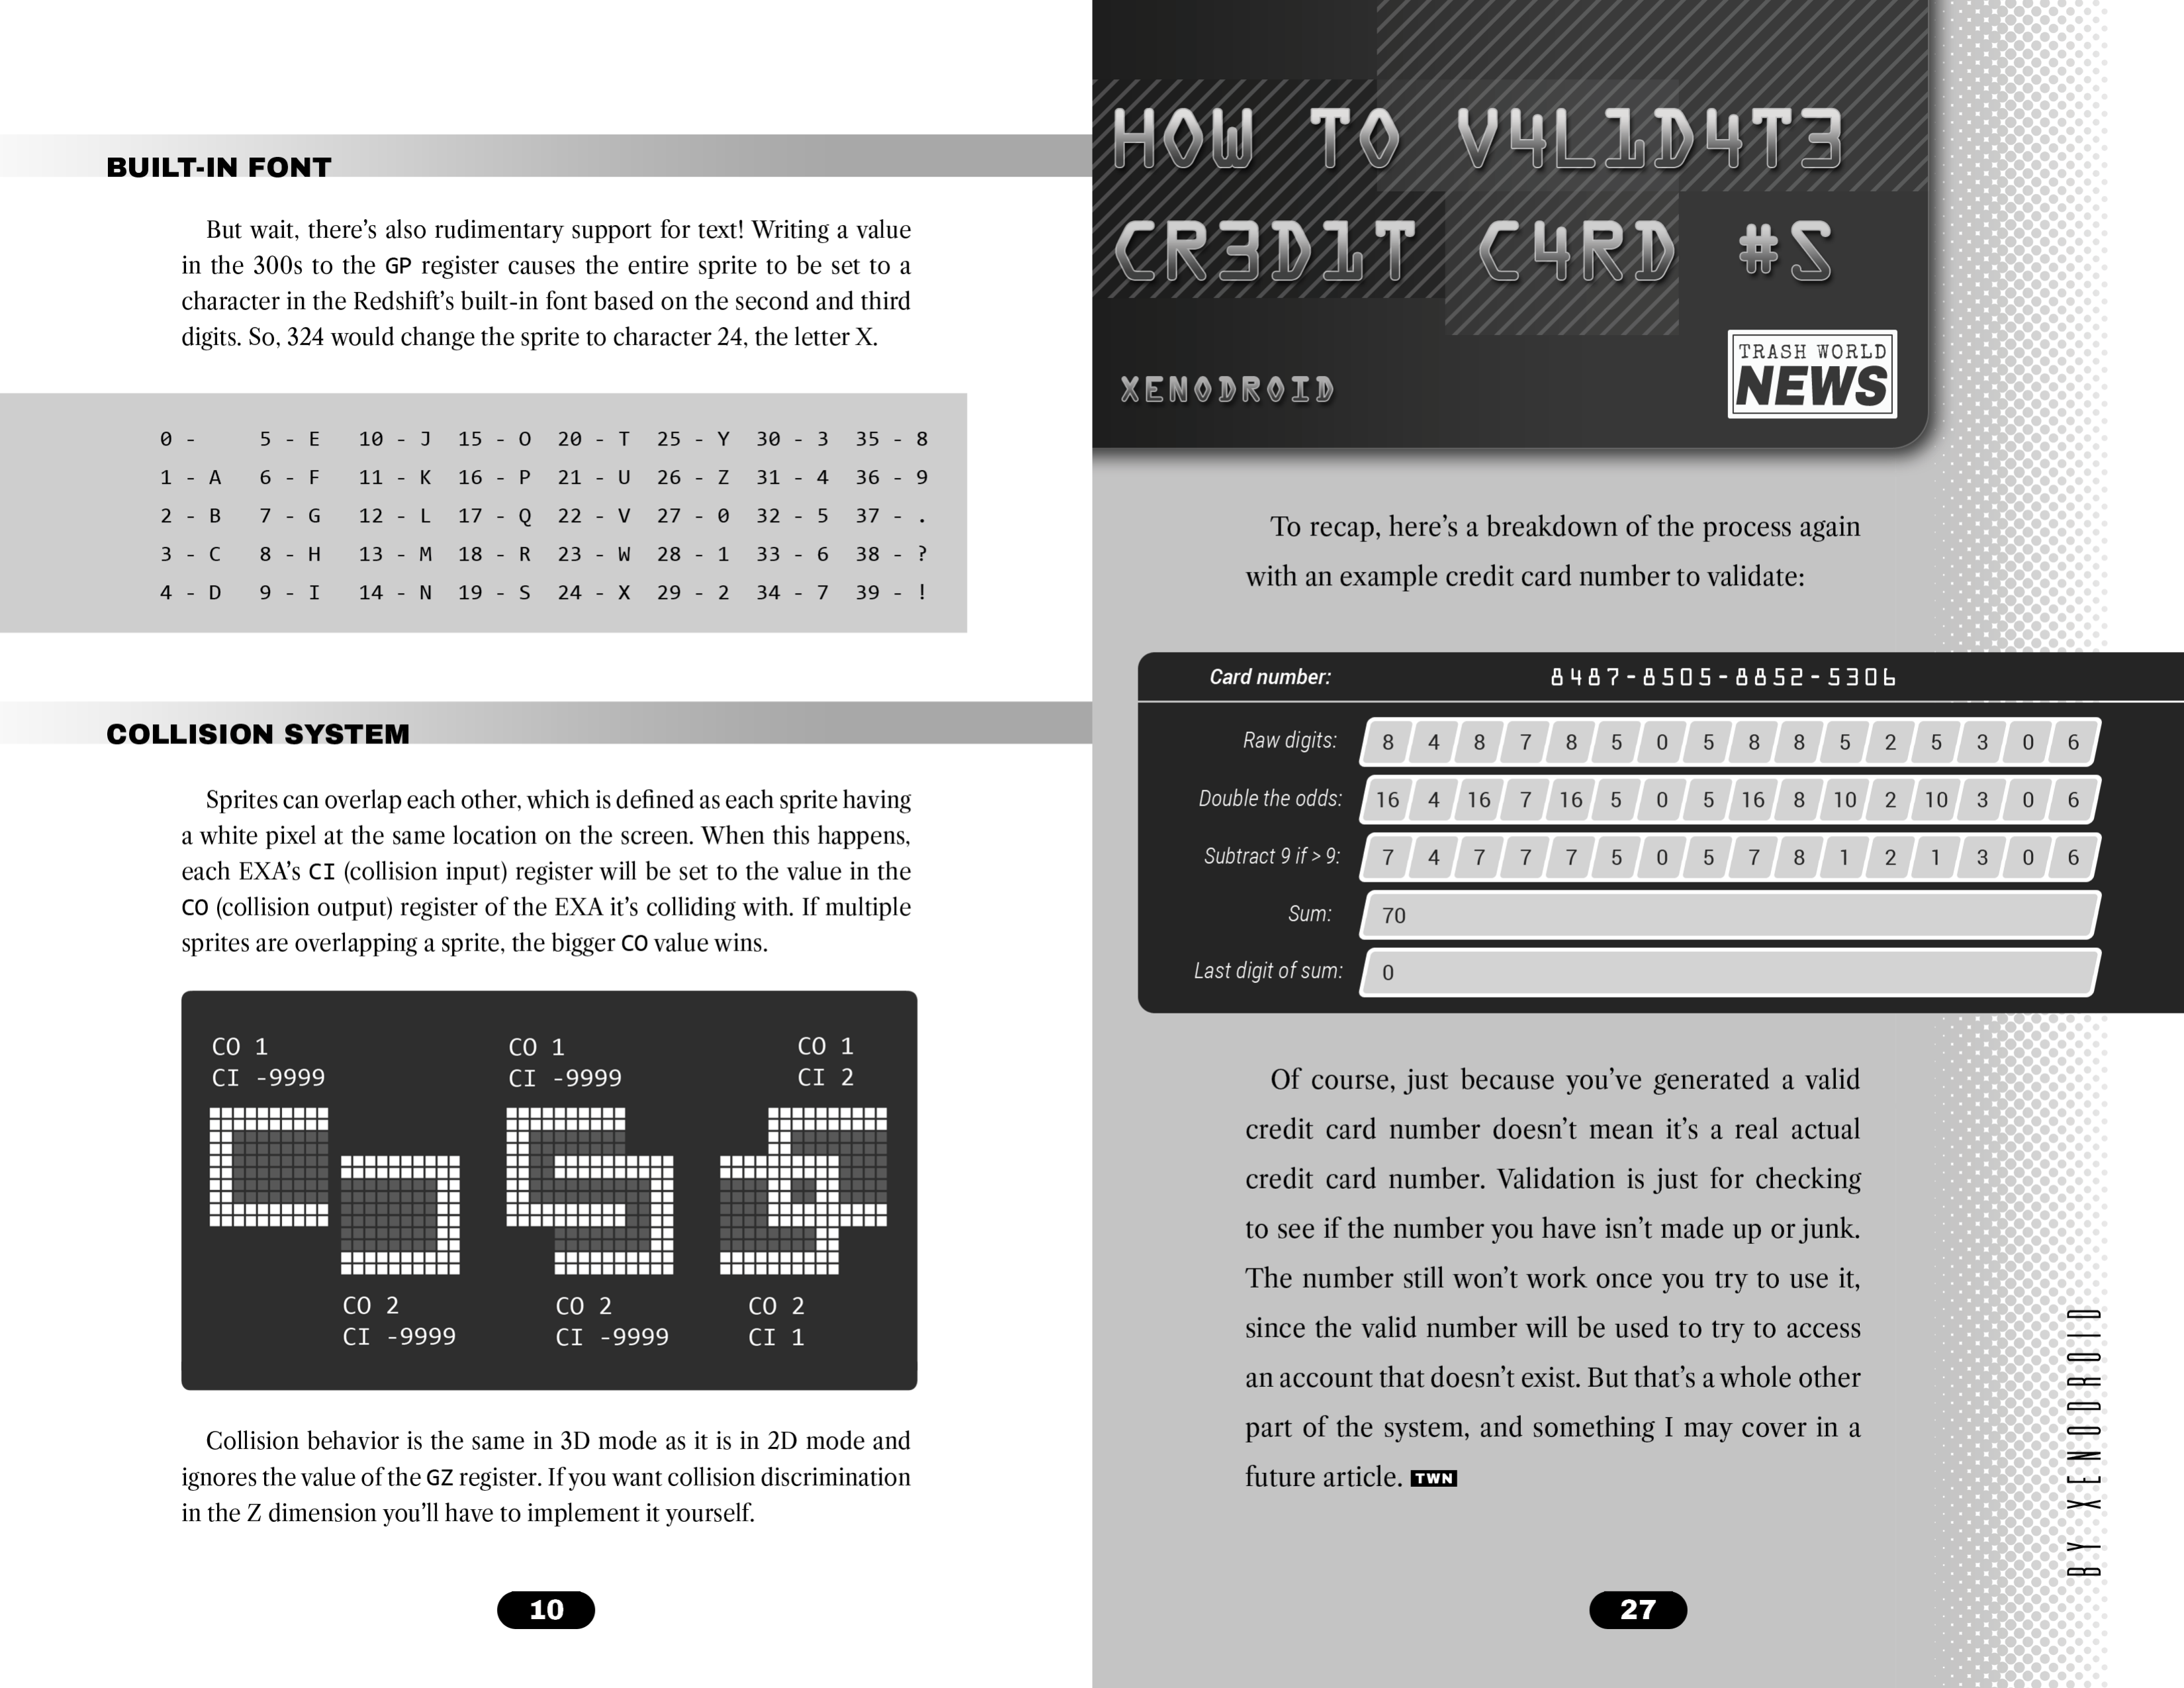 BUILT-IN FONT
But wait, there's also rudimentary support for text! Writing a value
in the 300s to the GP register causes the entire sprite to be set to a
character in the Redshift's built-in font based on the second and third
digits. So, 324 would change the sprite to character 24, the letter X.
0 - 5 - E 10 - J 15 - O 20 - T 25 - Y 30 - 3 35 - 8
1 - A 6 - F 11 - K 16 - P 21 - U 26 - Z 31 - 4 36 - 9
2 - B 7 - G 12 - L 17 - Q 22 - V 27 - 0 32 - 5 37 - .
3 - C 8 - H 13 - M 18 - R 23 - W 28 - 1 33 - 6 38 - ?
4 - D 9 - I 14 - N 19 - S 24 - X 29 - 2 34 - 7 39 - !
COLLISION SYSTEM
Sprites can overlap each other, which is defined as each sprite having
a white pixel at the same location on the screen. When this happens,
each EXA's CI (collision input) register will be set to the value in the
CO (collision output) register of the EXA it's colliding with. If multiple
sprites are overlapping a sprite, the bigger CO value wins.
CO 1 CO 1 CO 1
CI -9999 CI -9999 CI 2
CO 2 CO 2 CO 2
CI -9999 CI -9999 CI 1
Collision behavior is the same in 3D mode as it is in 2D mode and
ignores the value of the GZ register. If you want collision discrimination
in the Z dimension you'll have to implement it yourself.
10
HOW TO V4L1D4T3
CR3D1T C4RD #S
XENODROID
TRASH WORLD
NEWS
To recap, here's a breakdown of the process again
with an example credit card number to validate:
Card number: 8487-8505-8852-5306
Raw digits: 8 4 8 7 8 5 0 5 8 8 5 2 5 3 0 6
Double the odds: 16 4 16 7 16 5 0 5 16 8 10 2 10 3 0 6
Subtract 9 if > 9: 7 4 7 7 7 5 0 5 7 8 1 2 1 3 0 6
Sum: 70
Last digit of sum: 0
Of course, just because you've generated a valid
credit card number doesn't mean it's a real actual
credit card number. Validation is just for checking
to see if the number you have isn't made up or junk.
The number still won't work once you try to use it,
since the valid number will be used to try to access
an account that doesn't exist. But that's a whole other
part of the system, and something I may cover in a
future article. TWN
BY XENODROID
27